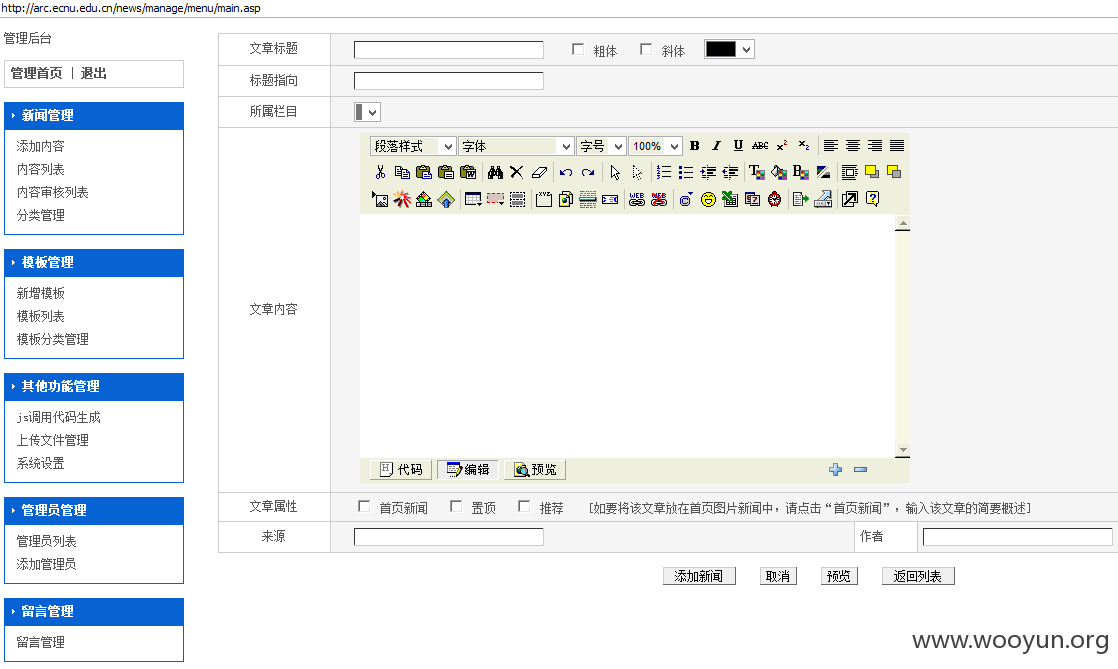 http://arc.ecnu.edu.cn/news/manage/menu/main.asp
管理后台
管理首页 | 退出
新闻管理
添加内容
内容列表
内容审核列表
分类管理
模板管理
新增模板
模板列表
模板分类管理
其他功能管理
js调用代码生成
上传文件管理
系统设置
管理员管理
管理员列表
添加管理员
留言管理
留言管理
文章标题 粗体 斜体
标题指向
所属栏目
文章内容
段落样式 字体 字号 100% B I U ABC x² x₂
代码 编辑 预览
文章属性 首页新闻 置顶 推荐 [如要将该文章放在首页图片新闻中，请点击“首页新闻”，输入该文章的简要概述]
来源 作者
添加新闻 取消 预览 返回列表
www.wooyun.org